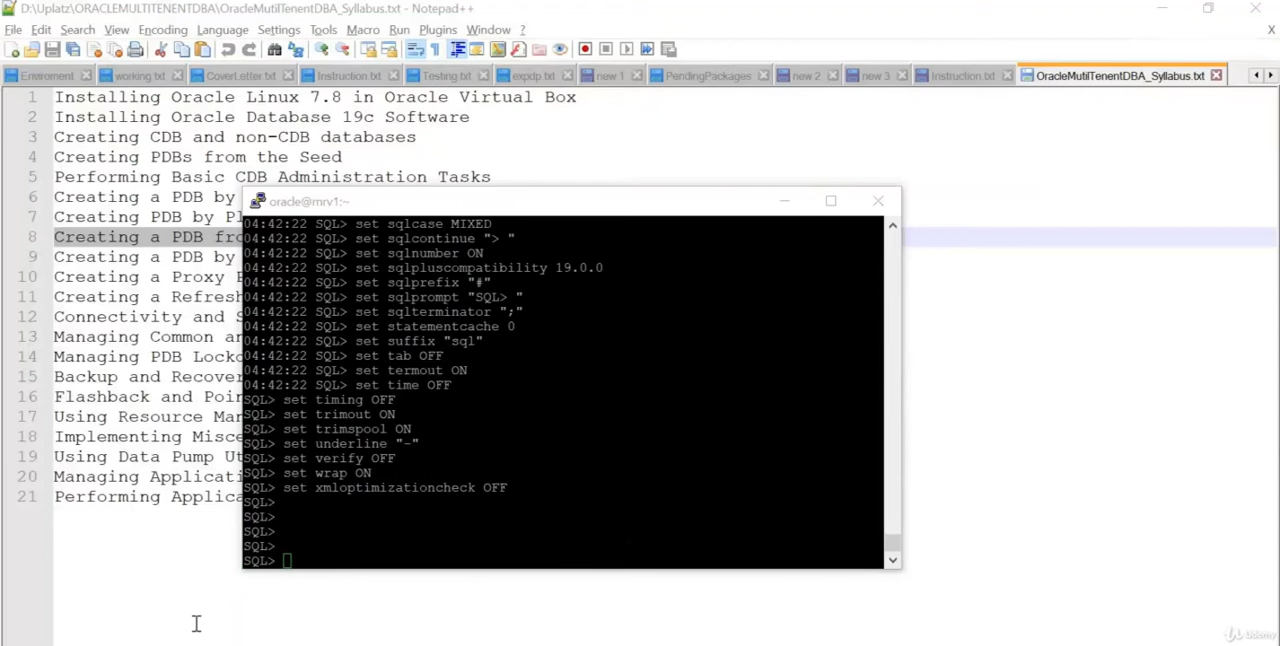 D:\Uplatz\ORACLEMULTITENENTDBA\OracleMutilTenentDBA_Syllabus.txt - Notepad++
File Edit Search View Encoding Language Settings Tools Macro Run Plugins Window ? X
Enviroment working.txt CoverLetter.txt Instruction.txt Testing.txt expdp.txt new 1 PendingPackages new 2 new 3 Instruction.txt OracleMutilTenentDBA_Syllabus.txt
1 Installing Oracle Linux 7.8 in Oracle Virtual Box
2 Installing Oracle Database 19c Software
3 Creating CDB and non-CDB databases
4 Creating PDBs from the Seed
5 Performing Basic CDB Administration Tasks
6 Creating a PDB by
7 Creating PDB by Pl
8 Creating a PDB fro
9 Creating a PDB by
10 Creating a Proxy P
11 Creating a Refresh
12 Connectivity and S
13 Managing Common an
14 Managing PDB Lockd
15 Backup and Recover
16 Flashback and Poin
17 Using Resource Man
18 Implementing Misce
19 Using Data Pump Ut
20 Managing Applicati
21 Performing Applica
oracle@mrv1:~
04:42:22 SQL> set sqlcase MIXED
04:42:22 SQL> set sqlcontinue "> "
04:42:22 SQL> set sqlnumber ON
04:42:22 SQL> set sqlpluscompatibility 19.0.0
04:42:22 SQL> set sqlprefix "#"
04:42:22 SQL> set sqlprompt "SQL> "
04:42:22 SQL> set sqlterminator ";"
04:42:22 SQL> set statementcache 0
04:42:22 SQL> set suffix "sql"
04:42:22 SQL> set tab OFF
04:42:22 SQL> set termout ON
04:42:22 SQL> set time OFF
SQL> set timing OFF
SQL> set trimout ON
SQL> set trimspool ON
SQL> set underline "-"
SQL> set verify OFF
SQL> set wrap ON
SQL> set xmloptimizationcheck OFF
SQL>
SQL>
SQL>
SQL>
SQL>
Udemy